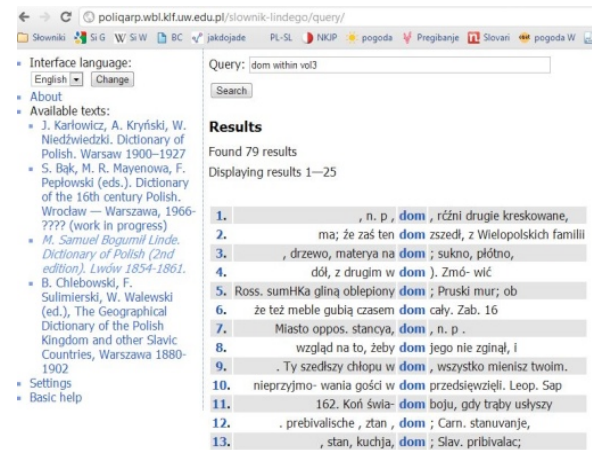 poliqarp.wbl.klf.uw.edu.pl/slownik-lindego/query/
Słowniki Si G Si W BC jakdojade PL-SL NKJP pogoda Pregibanje Slovari pogoda W
Interface language:
English Change
About
Available texts:
J. Karłowicz, A. Kryński, W.
Niedźwiedzki. Dictionary of
Polish. Warsaw 1900–1927
S. Bąk, M. R. Mayenowa, F.
Pepłowski (eds.). Dictionary
of the 16th century Polish.
Wrocław — Warszawa, 1966-
???? (work in progress)
M. Samuel Bogumił Linde.
Dictionary of Polish (2nd
edition). Lwów 1854-1861.
B. Chlebowski, F.
Sulimierski, W. Walewski
(ed.), The Geographical
Dictionary of the Polish
Kingdom and other Slavic
Countries, Warszawa 1880-
1902
Settings
Basic help
Query: dom within vol3
Search
Results
Found 79 results
Displaying results 1—25
1. , n. p , dom , rćźni drugie kreskowane,
2. ma; że zaś ten dom zszedł, z Wielopolskich familii
3. , drzewo, materya na dom ; sukno, płótno,
4. dół, z drugim w dom ). Zmó- wić
5. Ross. sumHKa gliną oblepiony dom ; Pruski mur; ob
6. że też meble gubią czasem dom cały. Zab. 16
7. Miasto oppos. stancya, dom , n. p .
8. wzgląd na to, żeby dom jego nie zginął, i
9. . Ty szedłszy chłopu w dom , wszystko mienisz twoim.
10. nieprzyjmo- wania gości w dom przedsięwzięli. Leop. Sap
11. 162. Koń świa- dom boju, gdy trąby usłyszy
12. . prebivalische , ztan , dom ; Carn. stanuvanje,
13. , stan, kuchja, dom ; Slav. pribivalac;